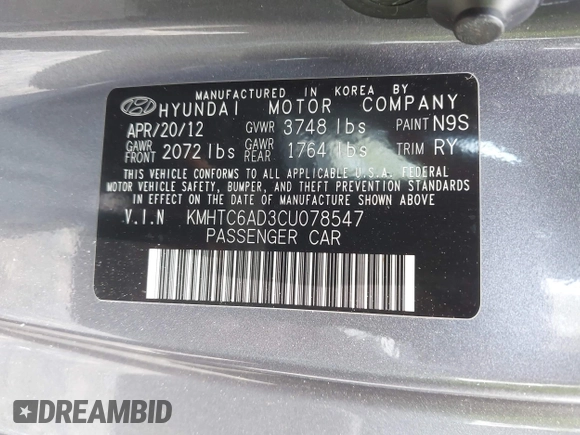 MANUFACTURED IN KOREA BY
HYUNDAI MOTOR COMPANY
APR/20/12 GVWR 3748 lbs PAINT N9S
GAWR FRONT 2072 lbs GAWR REAR 1764 lbs TRIM RY
THIS VEHICLE CONFORMS TO ALL APPLICABLE U.S.A. FEDERAL
MOTOR VEHICLE SAFETY, BUMPER, AND THEFT PREVENTION STANDARDS
IN EFFECT ON THE DATE OF MANUFACTURE SHOWN ABOVE.
V.I.N KMHTC6AD3CU078547
PASSENGER CAR
DREAMBID